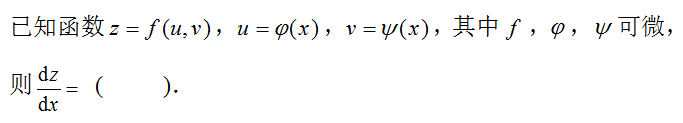 已知函数 z = f(u,v)，u = φ(x)，v = ψ(x)，其中 f ，φ，ψ 可微，
则 dz/dx = (      ).